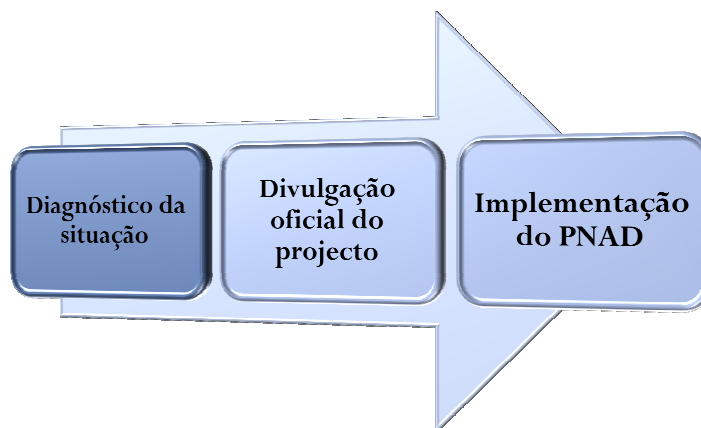 Diagnóstico da
situação
Divulgação
oficial do
projecto
Implementação
do PNAD